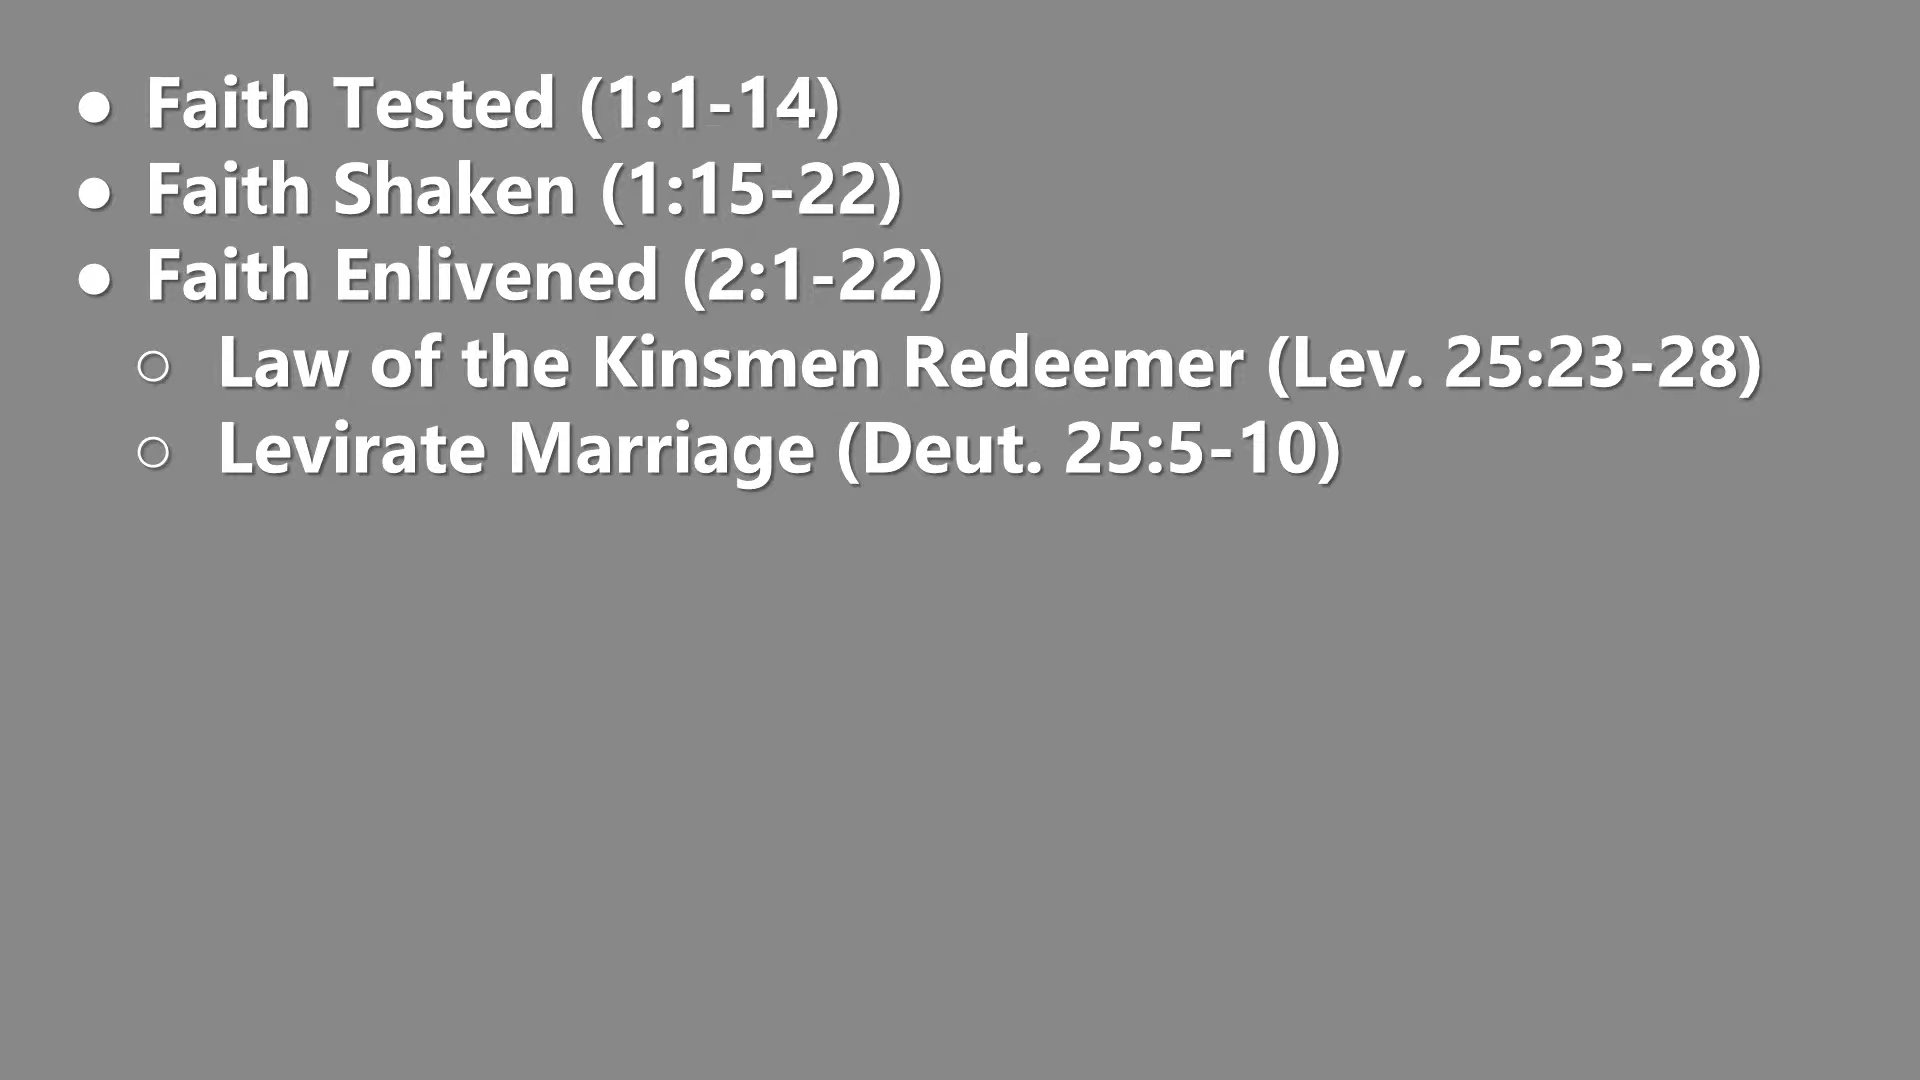 ● Faith Tested (1:1-14)
● Faith Shaken (1:15-22)
● Faith Enlivened (2:1-22)
○ Law of the Kinsmen Redeemer (Lev. 25:23-28)
○ Levirate Marriage (Deut. 25:5-10)